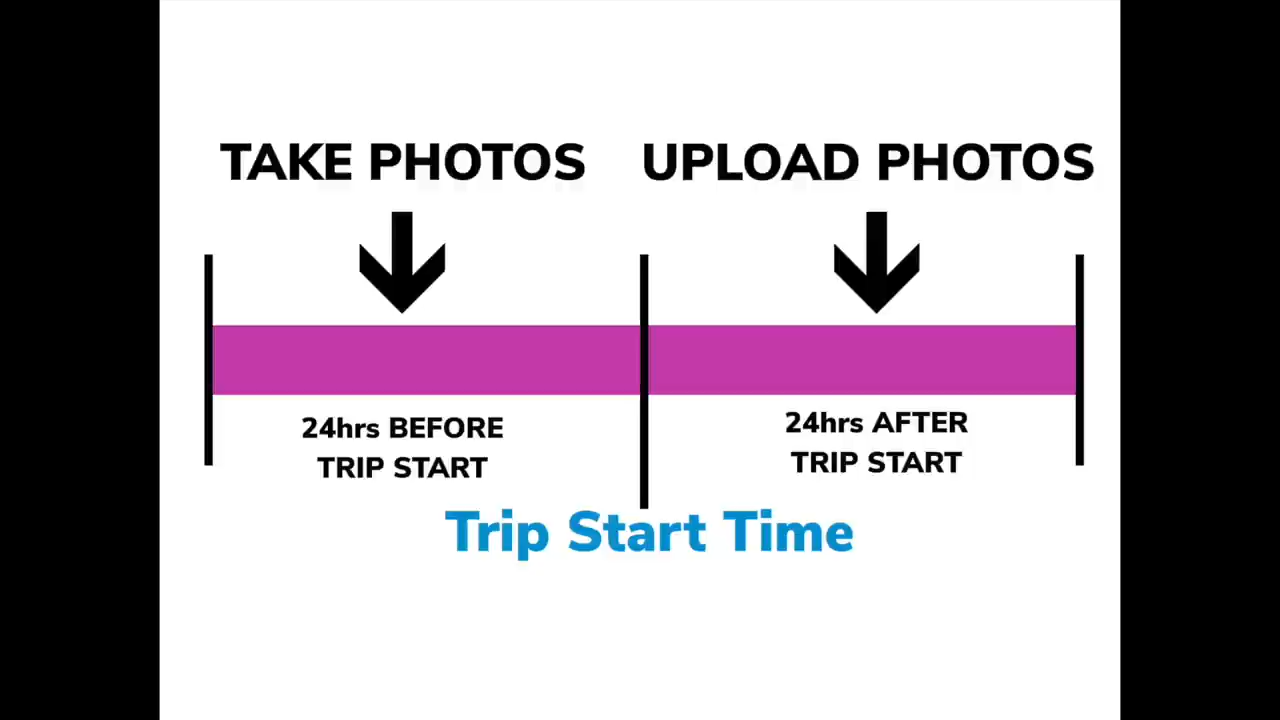 TAKE PHOTOS
UPLOAD PHOTOS
24hrs BEFORE
TRIP START
24hrs AFTER
TRIP START
Trip Start Time